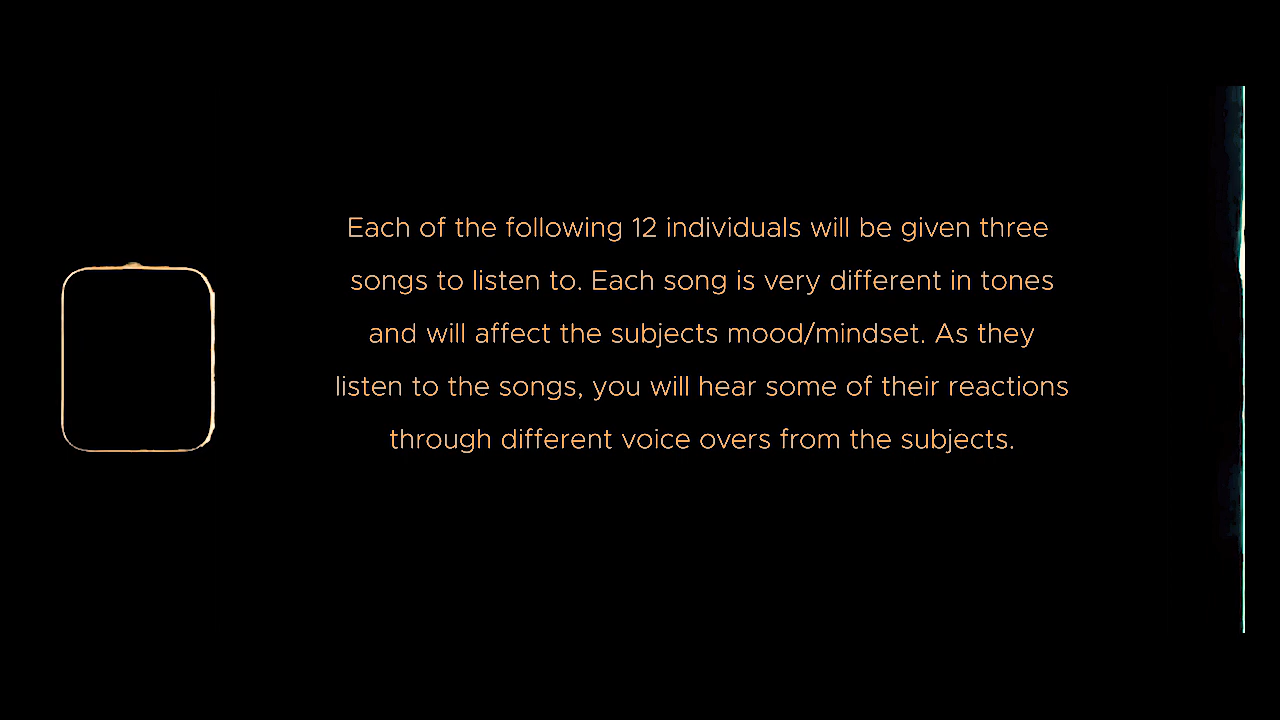 Each of the following 12 individuals will be given three
songs to listen to. Each song is very different in tones
and will affect the subjects mood/mindset. As they
listen to the songs, you will hear some of their reactions
through different voice overs from the subjects.